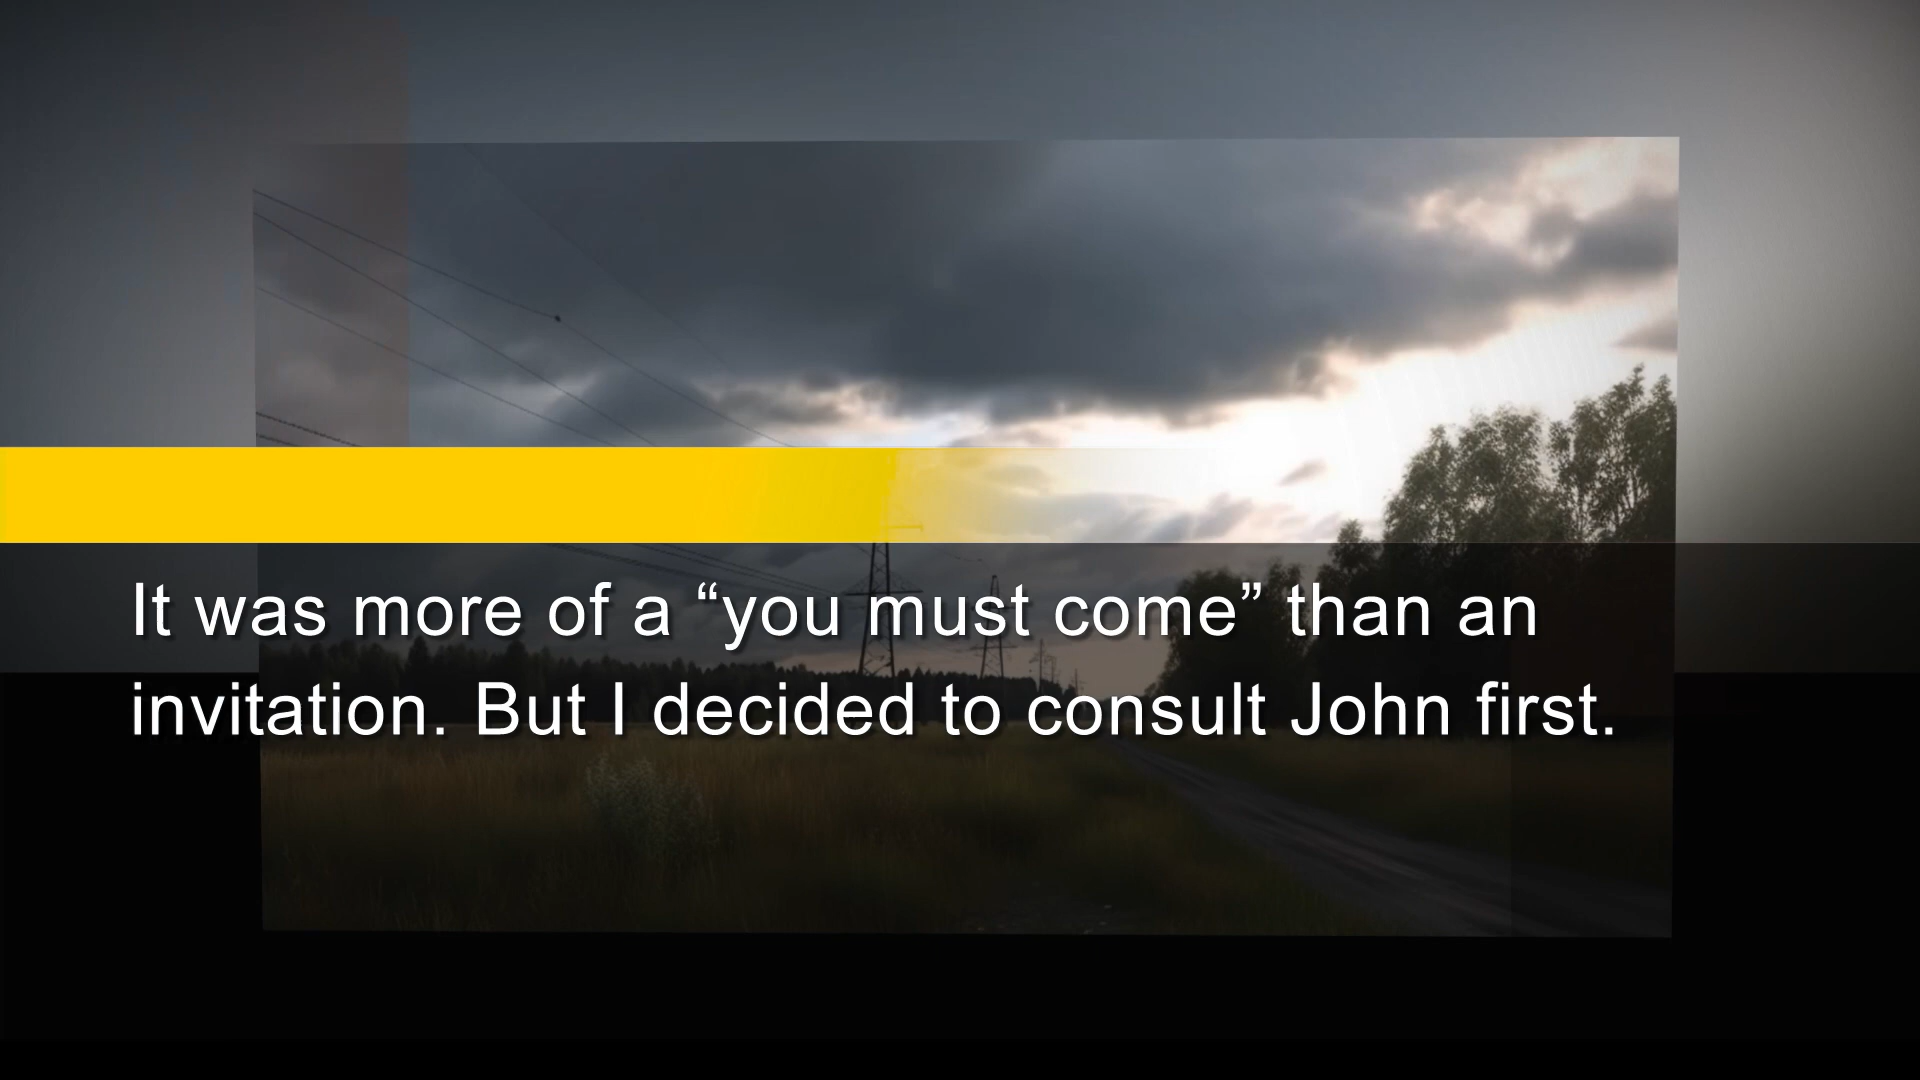 It was more of a “you must come” than an
invitation. But I decided to consult John first.